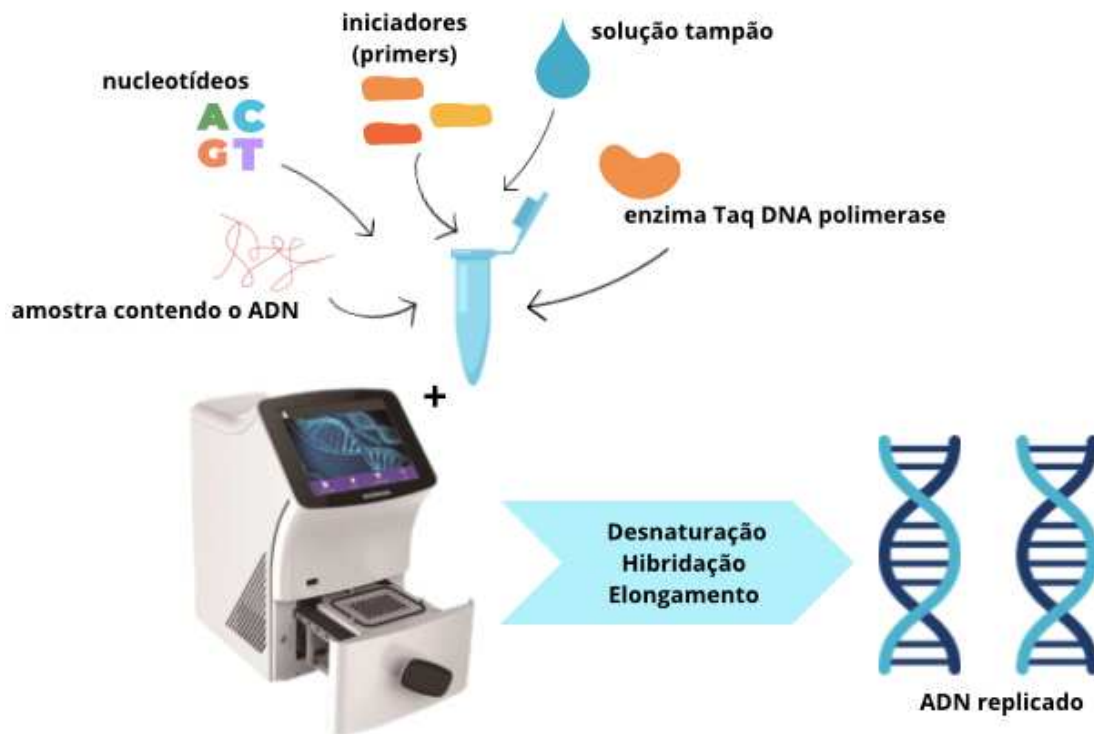 iniciadores
(primers)
solução tampão
nucleotídeos
A C
G T
enzima Taq DNA polimerase
amostra contendo o ADN
+
Desnaturação
Hibridação
Elongamento
ADN replicado